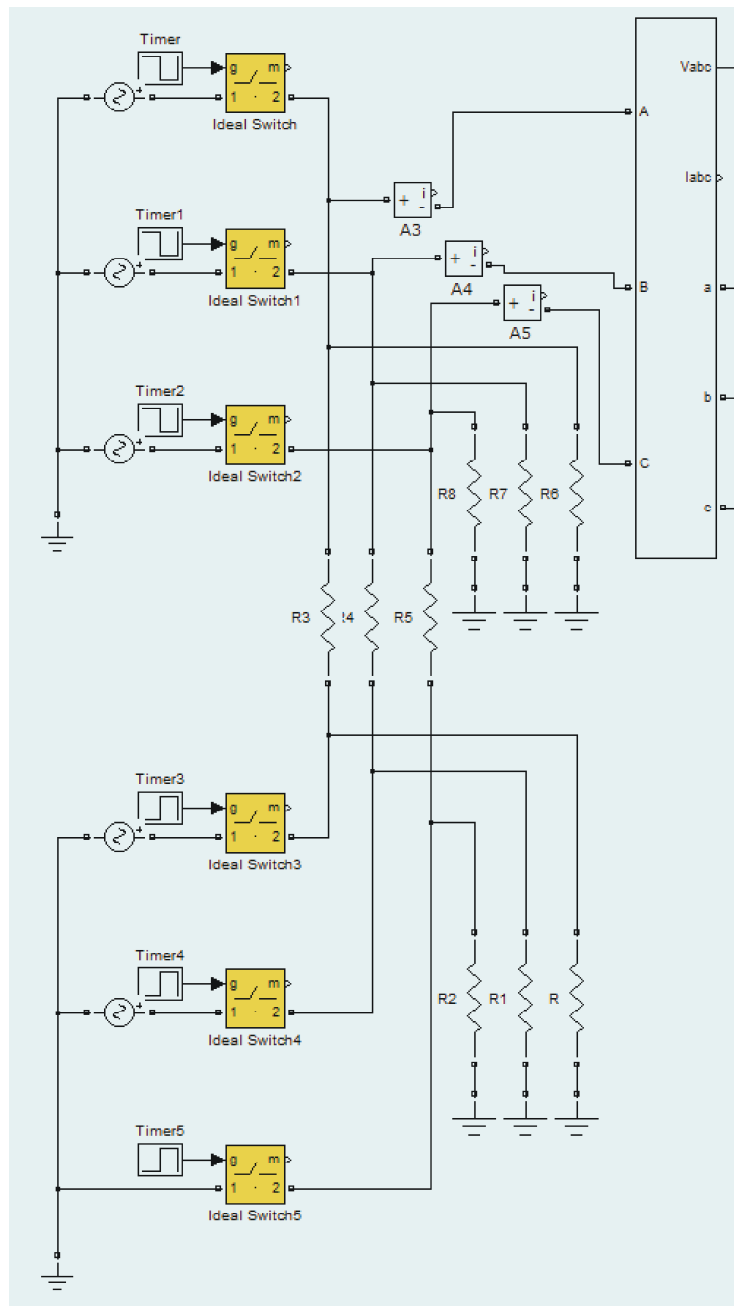 Timer
g m
1 2
Ideal Switch
Vabc
A
Iabc
+ i -
A3
Timer1
g m
1 2
Ideal Switch1
+ i -
A4
B
a
+ i -
A5
Timer2
g m
1 2
Ideal Switch2
b
C
c
R8 R7 R6
R3 R5
Timer3
g m
1 2
Ideal Switch3
Timer4
g m
1 2
Ideal Switch4
R2 R1 R
Timer5
g m
1 2
Ideal Switch5